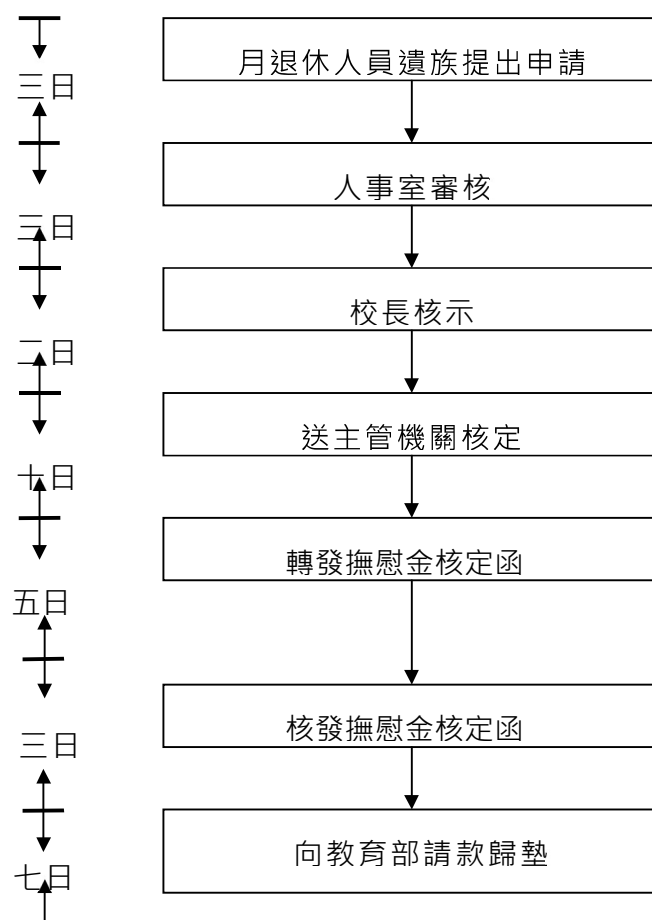 月退休人員遺族提出申請
三日
人事室審核
三日
校長核示
二日
送主管機關核定
十日
轉發撫慰金核定函
五日
核發撫慰金核定函
三日
向教育部請款歸墊
七日